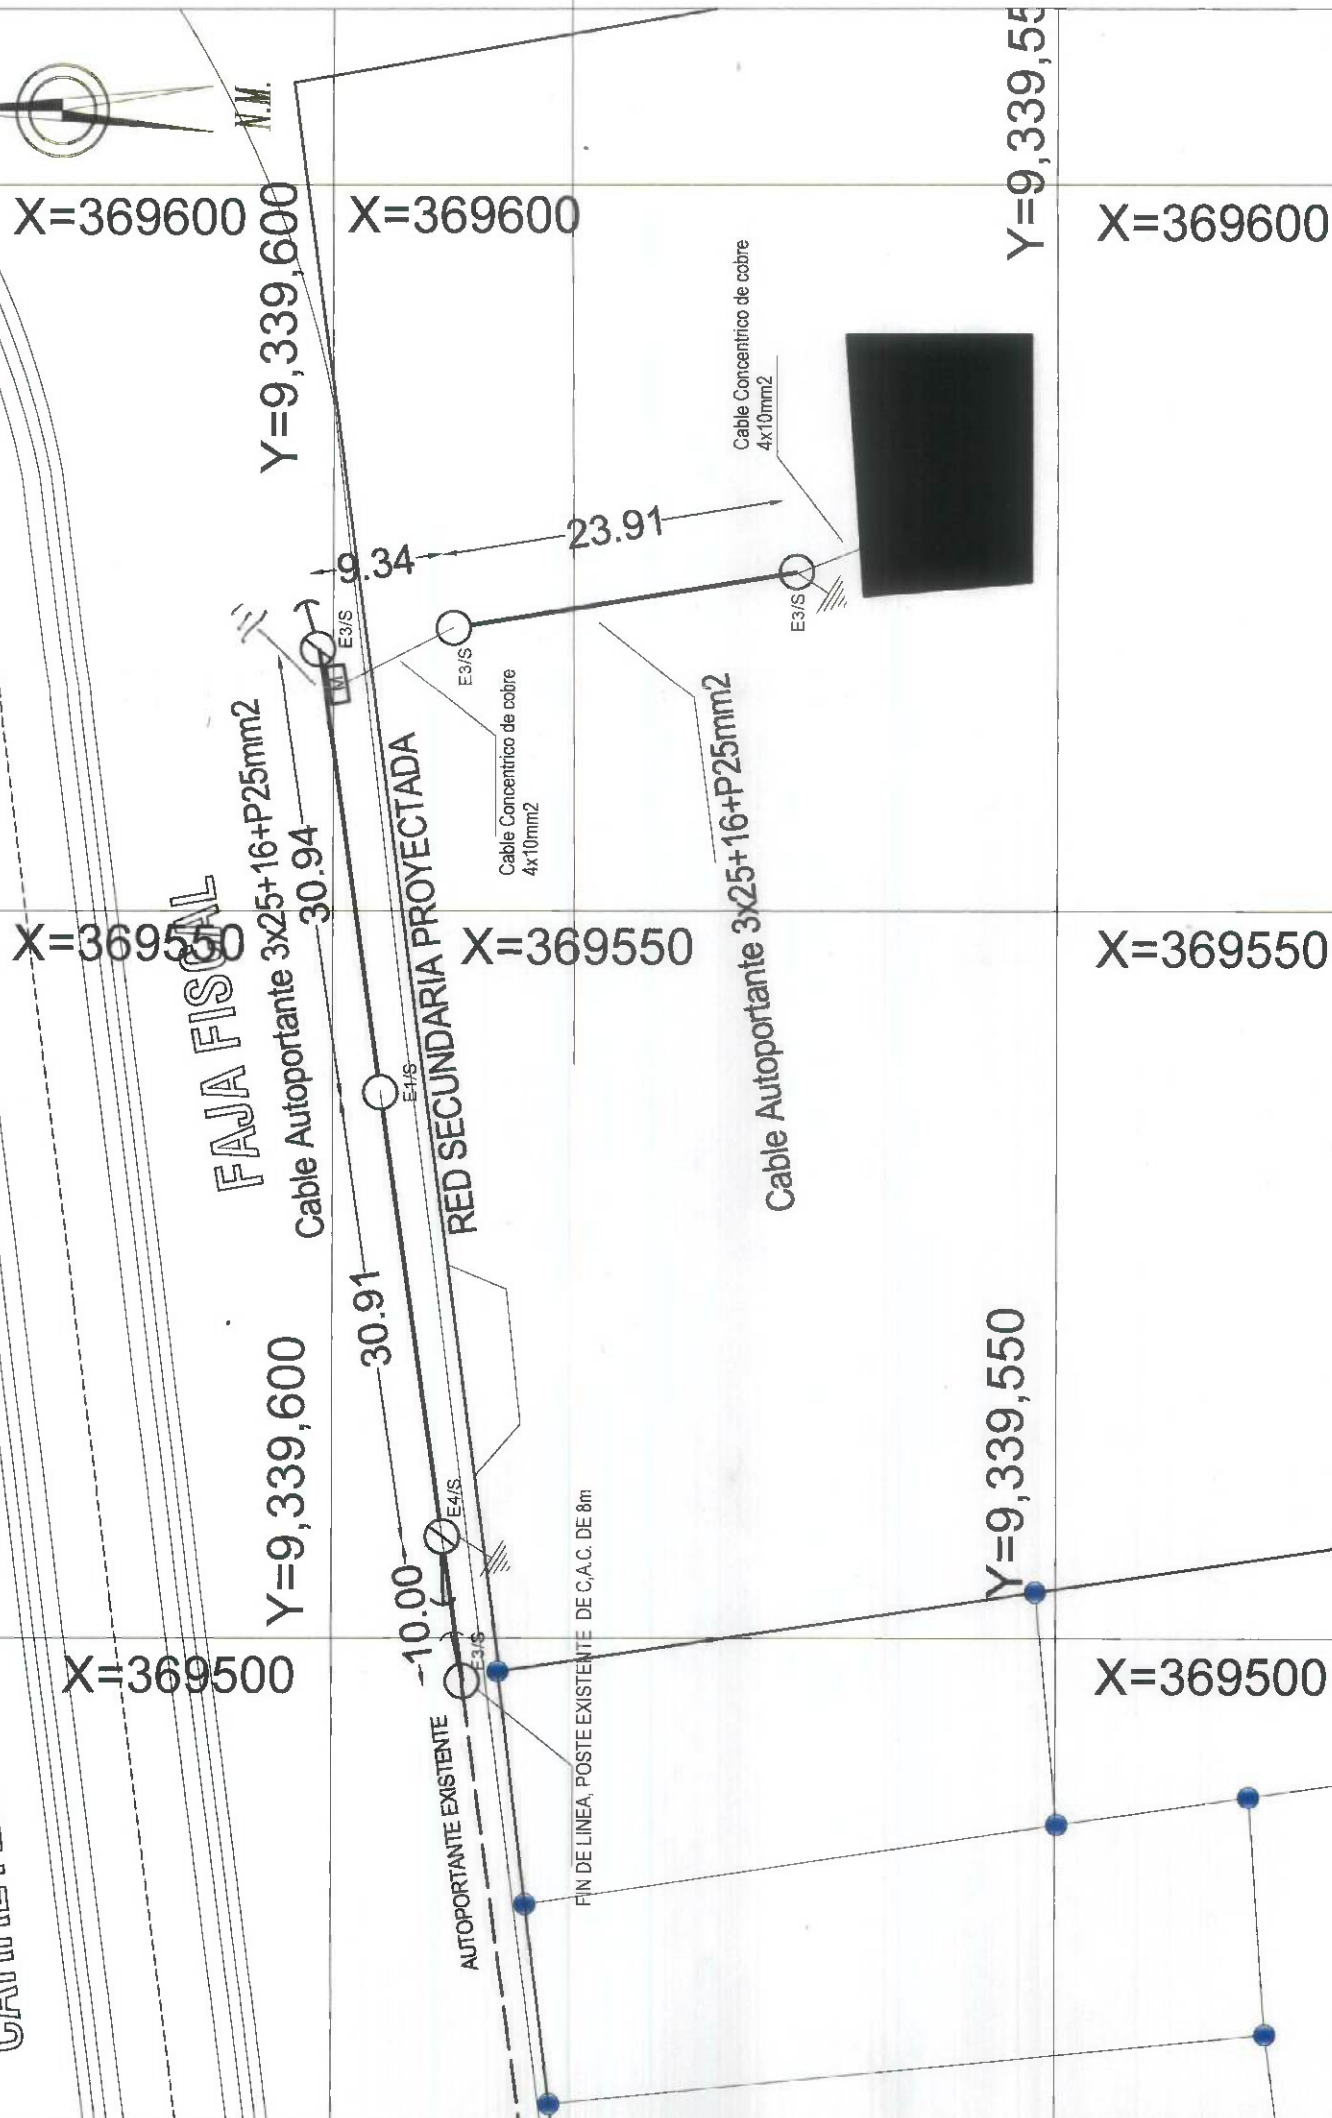 N.M.
X=369600
Y=9,339,600
X=369600
X=369600
Cable Concentrico de cobre
4x10mm2
9.34
23.91
E3/S
E3/S
E3/S
M
Cable Concentrico de cobre
4x10mm2
FAJA FISCAL
Cable Autoportante 3x25+16+P25mm2
30.94
RED SECUNDARIA PROYECTADA
Cable Autoportante 3x25+16+P25mm2
X=369550
X=369550
X=369550
E1/S
30.91
Y=9,339,600
Y=9,339,550
E4/S
10.00
E3/S
X=369500
X=369500
AUTOPORTANTE EXISTENTE
FIN DE LINEA, POSTE EXISTENTE DE C.A.C. DE 8m